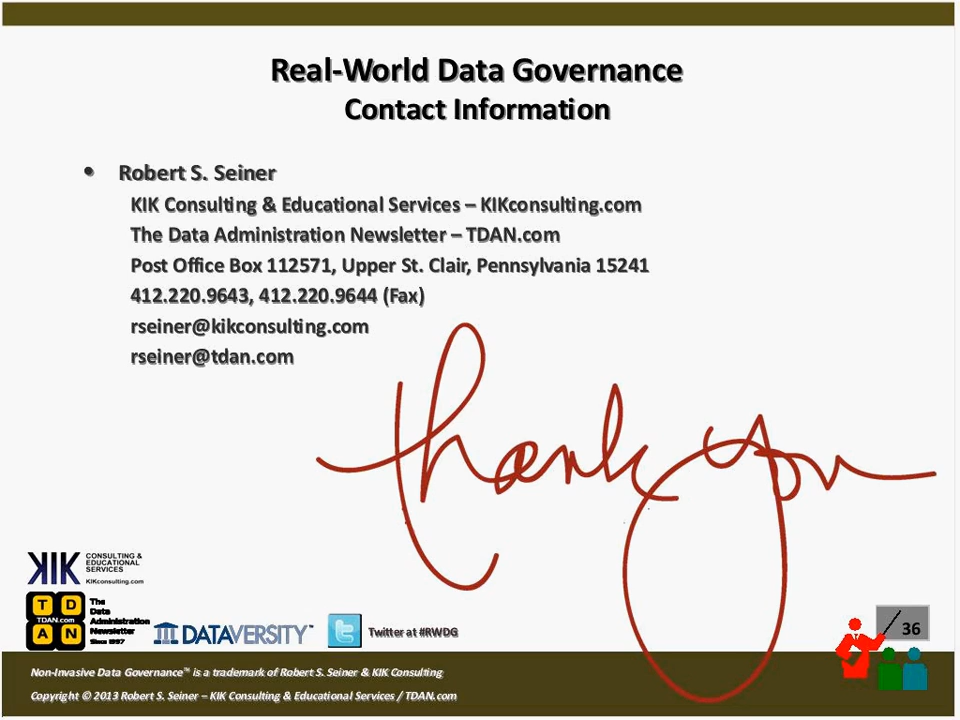 Real-World Data Governance
Contact Information
• Robert S. Seiner
KIK Consulting & Educational Services – KIKconsulting.com
The Data Administration Newsletter – TDAN.com
Post Office Box 112571, Upper St. Clair, Pennsylvania 15241
412.220.9643, 412.220.9644 (Fax)
rseiner@kikconsulting.com
rseiner@tdan.com
Thank you
KIK CONSULTING & EDUCATIONAL SERVICES
KIKconsulting.com
T D
TDAN.com
A N
The
Data
Administration
Newsletter
Since 1997
DATAVERSITY™
Twitter at #RWDG
36
Non-Invasive Data Governance™ is a trademark of Robert S. Seiner & KIK Consulting
Copyright © 2013 Robert S. Seiner – KIK Consulting & Educational Services / TDAN.com